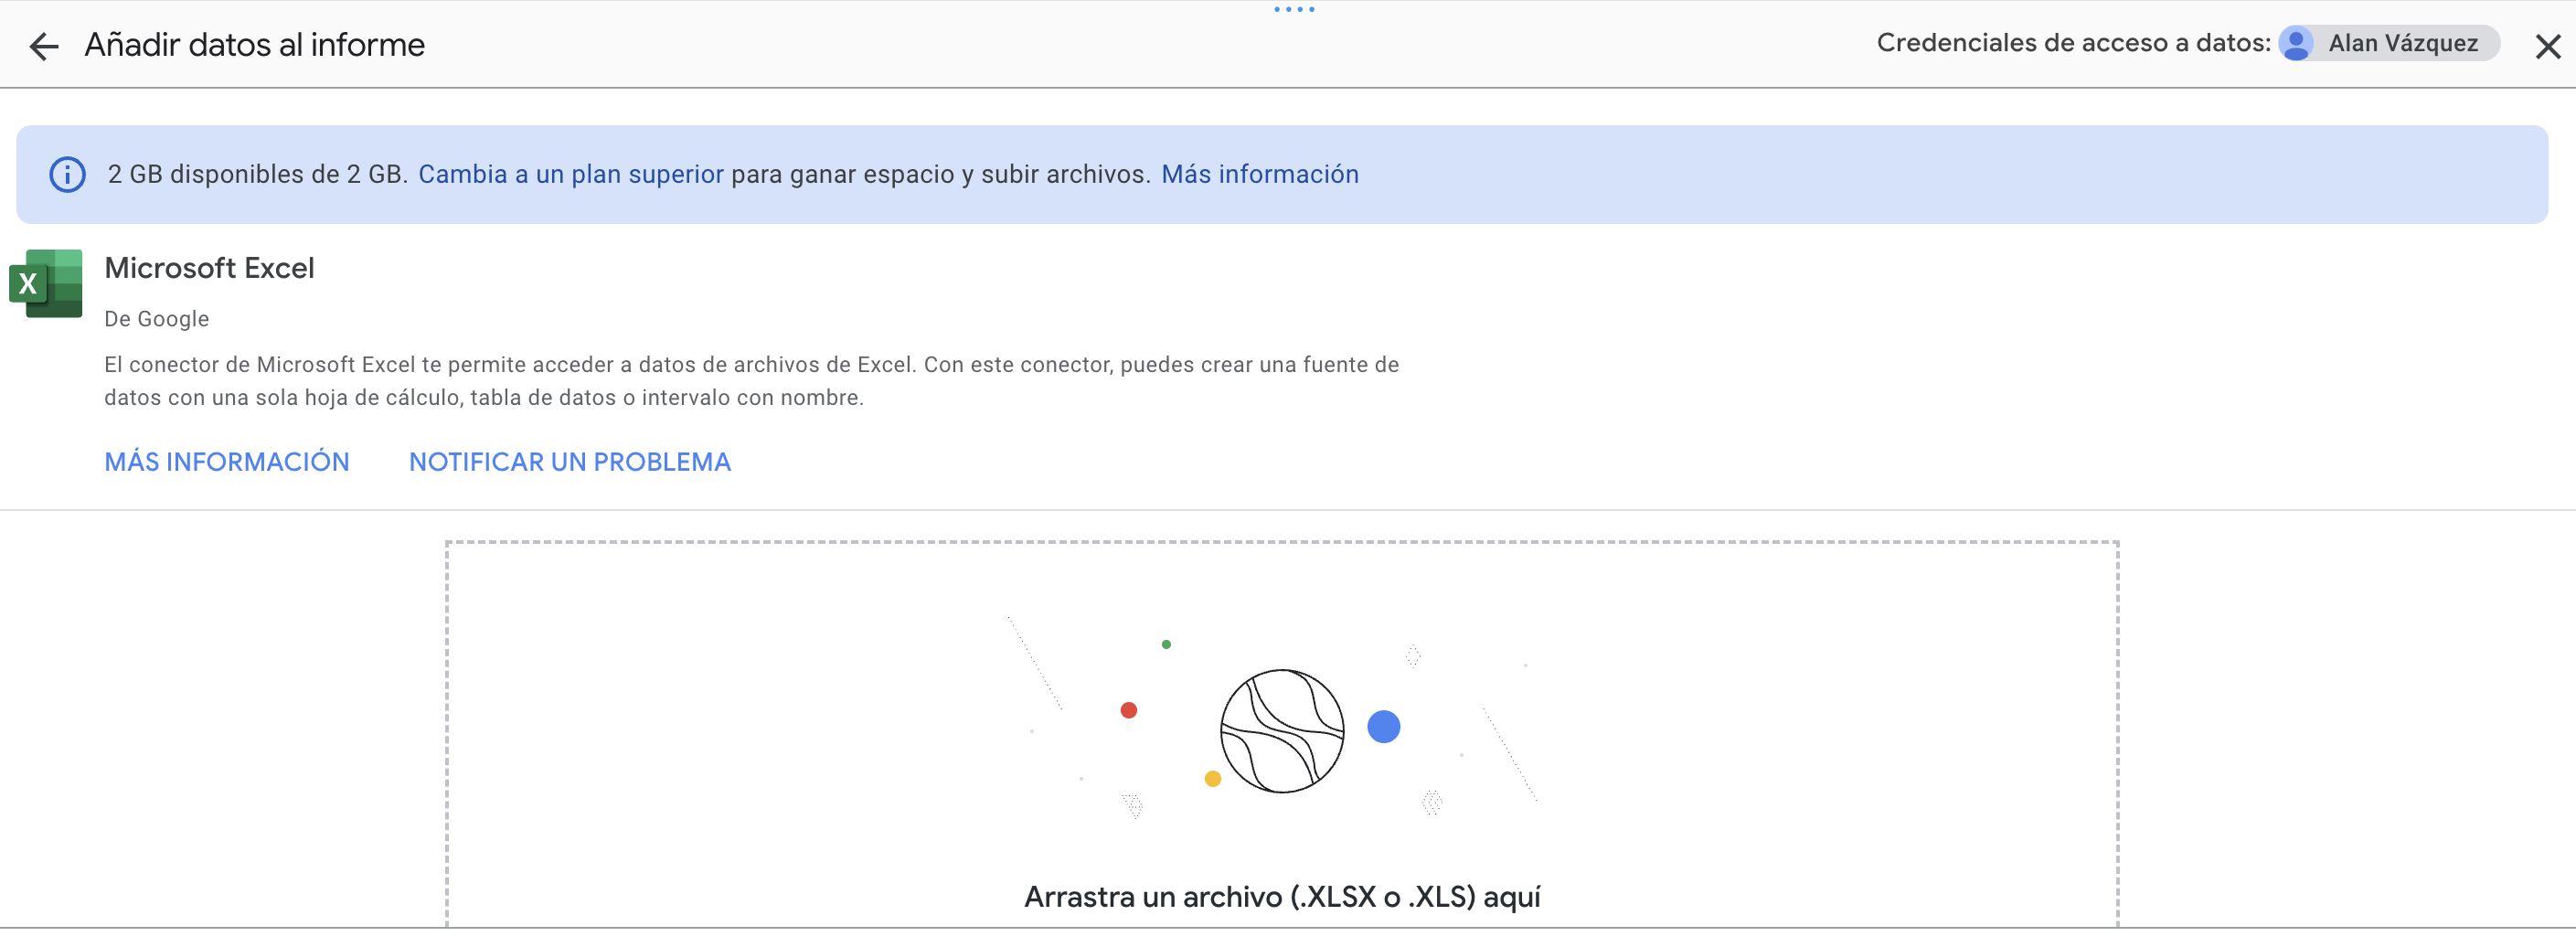 Añadir datos al informe
Credenciales de acceso a datos: Alan Vázquez
2 GB disponibles de 2 GB. Cambia a un plan superior para ganar espacio y subir archivos. Más información
X
Microsoft Excel
De Google
El conector de Microsoft Excel te permite acceder a datos de archivos de Excel. Con este conector, puedes crear una fuente de
datos con una sola hoja de cálculo, tabla de datos o intervalo con nombre.
MÁS INFORMACIÓN NOTIFICAR UN PROBLEMA
Arrastra un archivo (.XLSX o .XLS) aquí